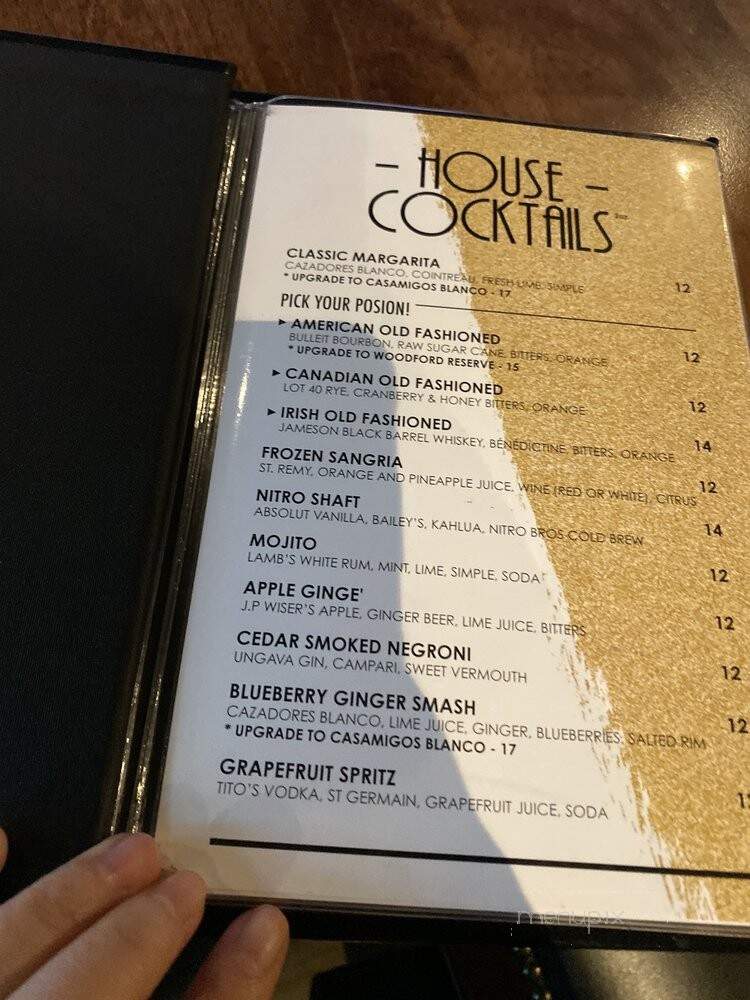 – HOUSE –
COCKTAILS
CLASSIC MARGARITA 12
CAZADORES BLANCO, COINTREAU, FRESH LIME, SIMPLE
* UPGRADE TO CASAMIGOS BLANCO - 17
PICK YOUR POSION!
▸ AMERICAN OLD FASHIONED 12
BULLEIT BOURBON, RAW SUGAR CANE, BITTERS, ORANGE
* UPGRADE TO WOODFORD RESERVE - 15
▸ CANADIAN OLD FASHIONED 12
LOT 40 RYE, CRANBERRY & HONEY BITTERS, ORANGE
▸ IRISH OLD FASHIONED 14
JAMESON BLACK BARREL WHISKEY, BÉNÉDICTINE, BITTERS, ORANGE
FROZEN SANGRIA 12
ST. REMY, ORANGE AND PINEAPPLE JUICE, WINE (RED OR WHITE), CITRUS
NITRO SHAFT 14
ABSOLUT VANILLA, BAILEY'S, KAHLUA, NITRO BROS COLD BREW
MOJITO 12
LAMB'S WHITE RUM, MINT, LIME, SIMPLE, SODA
APPLE GINGE' 12
J.P WISER'S APPLE, GINGER BEER, LIME JUICE, BITTERS
CEDAR SMOKED NEGRONI 12
UNGAVA GIN, CAMPARI, SWEET VERMOUTH
BLUEBERRY GINGER SMASH 12
CAZADORES BLANCO, LIME JUICE, GINGER, BLUEBERRIES, SALTED RIM
* UPGRADE TO CASAMIGOS BLANCO - 17
GRAPEFRUIT SPRITZ
TITO'S VODKA, ST GERMAIN, GRAPEFRUIT JUICE, SODA
menupix